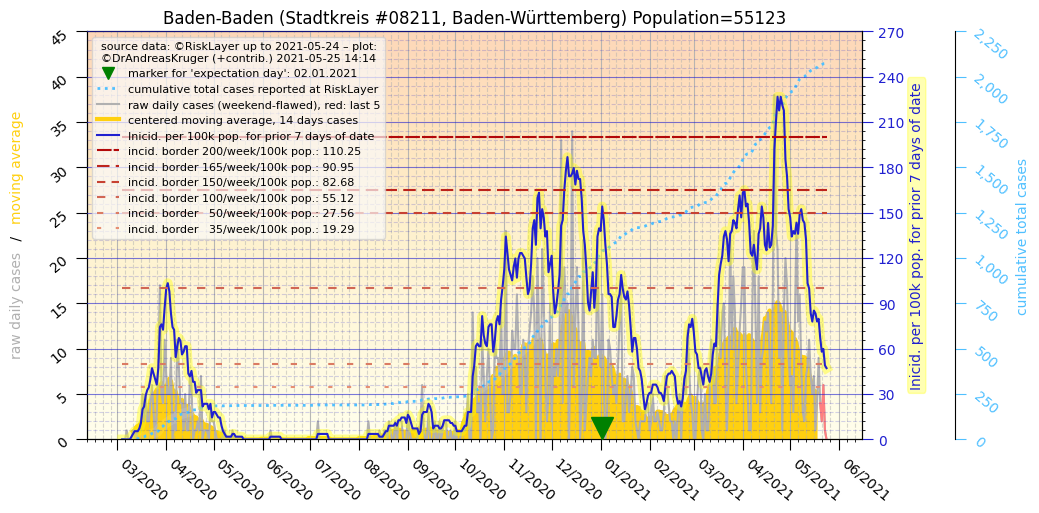 Baden-Baden (Stadtkreis #08211, Baden-Württemberg) Population=55123
source data: ©RiskLayer up to 2021-05-24 – plot:
©DrAndreasKruger (+contrib.) 2021-05-25 14:14
marker for 'expectation day': 02.01.2021
cumulative total cases reported at RiskLayer
raw daily cases (weekend-flawed), red: last 5
centered moving average, 14 days cases
Inicid. per 100k pop. for prior 7 days of date
incid. border 200/week/100k pop.: 110.25
incid. border 165/week/100k pop.: 90.95
incid. border 150/week/100k pop.: 82.68
incid. border 100/week/100k pop.: 55.12
incid. border 50/week/100k pop.: 27.56
incid. border 35/week/100k pop.: 19.29
raw daily cases / moving average
45
40
35
30
25
20
15
10
5
0
03/2020
04/2020
05/2020
06/2020
07/2020
08/2020
09/2020
10/2020
11/2020
12/2020
01/2021
02/2021
03/2021
04/2021
05/2021
06/2021
270
240
210
180
150
120
90
60
30
0
Inicid. per 100k pop. for prior 7 days of date
2,250
2,000
1,750
1,500
1,250
1,000
750
500
250
0
cumulative total cases